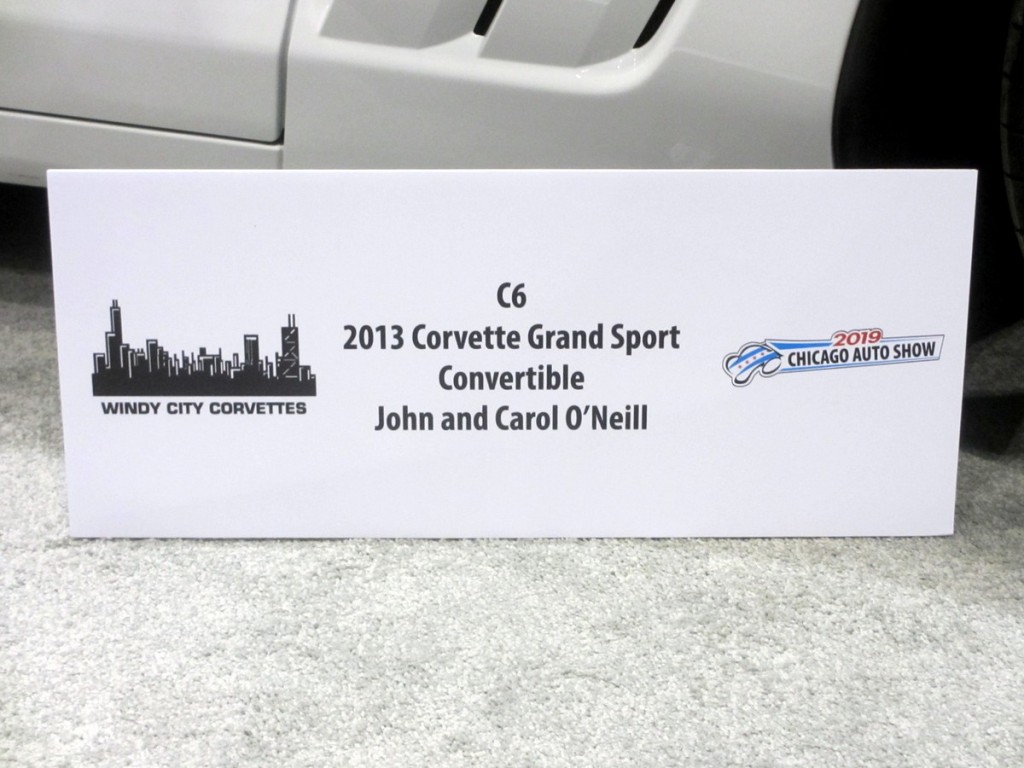 C6
2013 Corvette Grand Sport
Convertible
John and Carol O’Neill
WINDY CITY CORVETTES
2019
CHICAGO AUTO SHOW